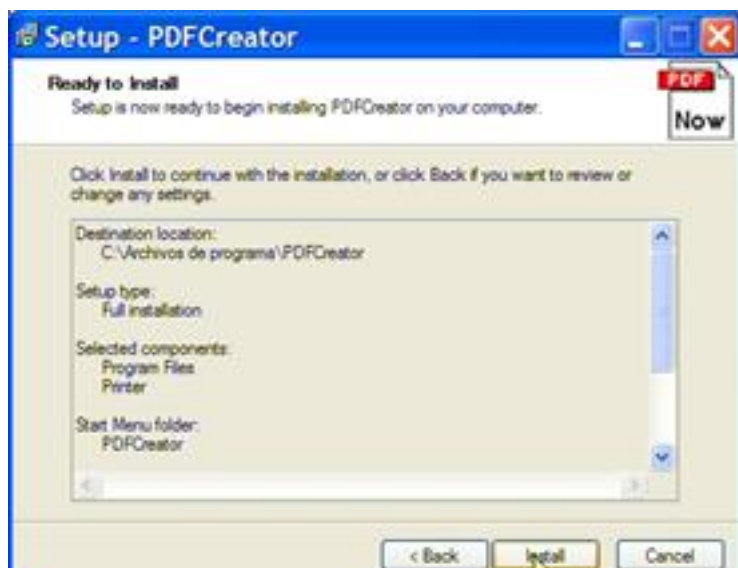 Setup - PDFCreator
Ready to Install
Setup is now ready to begin installing PDFCreator on your computer.
PDF
Now
Click Install to continue with the installation, or click Back if you want to review or
change any settings.
Destination location:
C:\Archivos de programa\PDFCreator
Setup type:
Full installation
Selected components:
Program Files
Printer
Start Menu folder:
PDFCreator
< Back
Install
Cancel